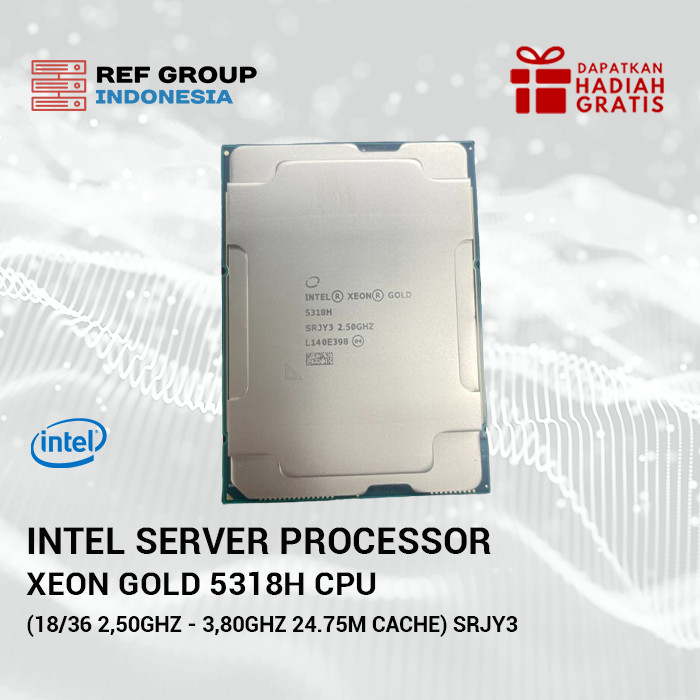 REF GROUP
INDONESIA
DAPATKAN
HADIAH
GRATIS
INTEL® XEON® GOLD
5318H
SRJY3 2.50GHZ
L140E398 e4
intel
INTEL SERVER PROCESSOR
XEON GOLD 5318H CPU
(18/36 2,50GHZ - 3,80GHZ 24.75M CACHE) SRJY3